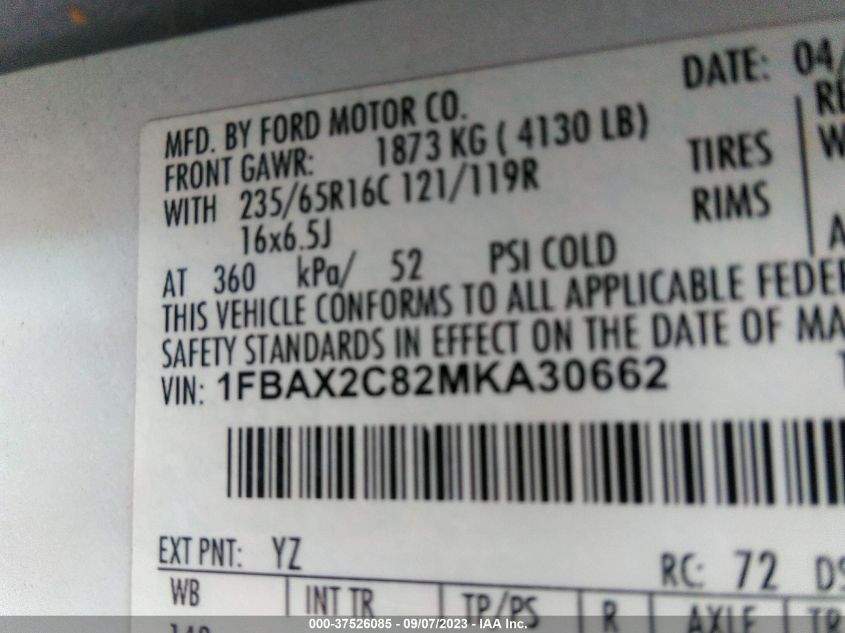 DATE: 04/
MFD. BY FORD MOTOR CO.
FRONT GAWR: 1873 KG ( 4130 LB)
WITH 235/65R16C 121/119R TIRES
16x6.5J RIMS
AT 360 kPa/ 52 PSI COLD
THIS VEHICLE CONFORMS TO ALL APPLICABLE FEDE
SAFETY STANDARDS IN EFFECT ON THE DATE OF MA
VIN: 1FBAX2C82MKA30662
EXT PNT: YZ RC: 72 DS
WB INT TR TP/PS R AXLE TR
000-37526085 - 09/07/2023 - IAA Inc.